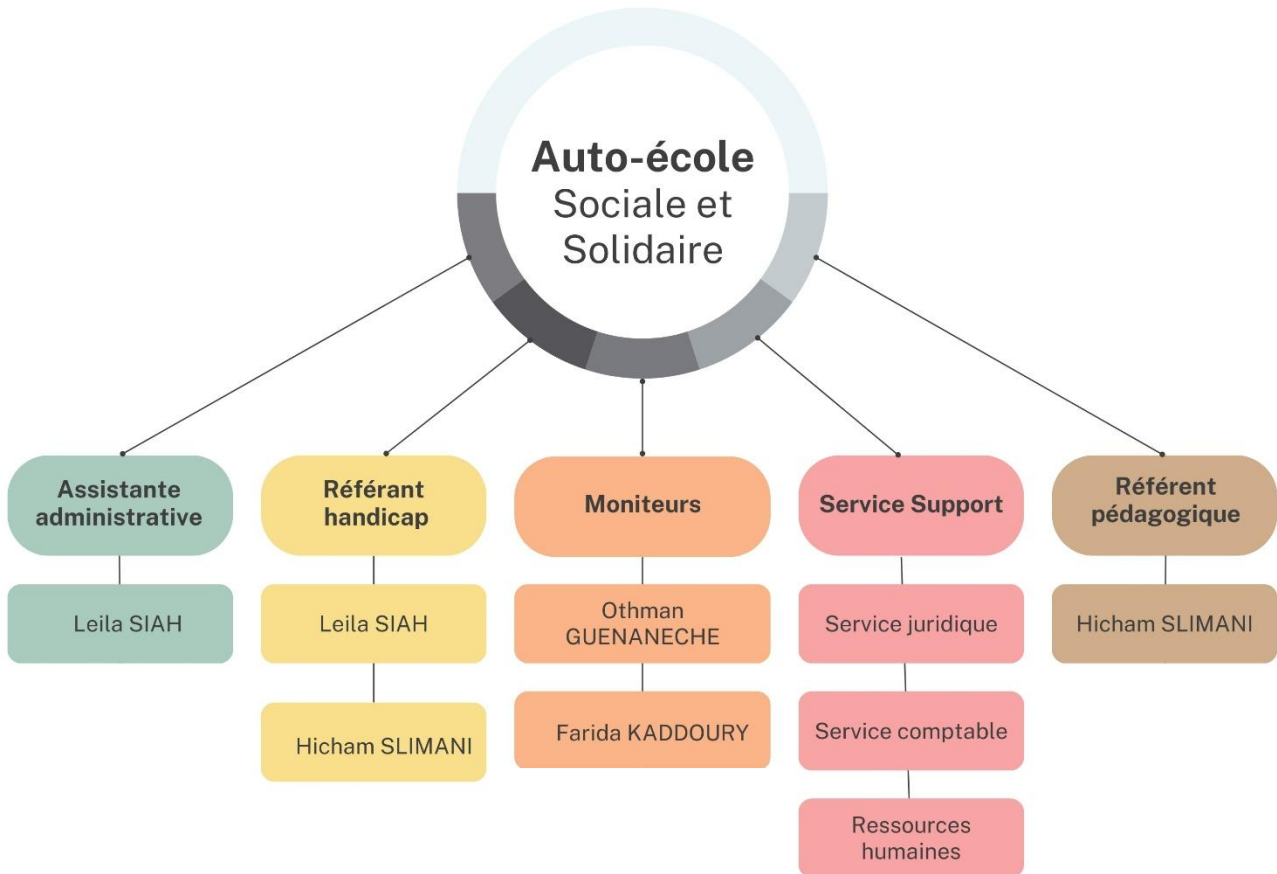 Auto-école
Sociale et
Solidaire
Assistante
administrative
Leila SIAH
Référant
handicap
Leila SIAH
Hicham SLIMANI
Moniteurs
Othman
GUENANECHE
Farida KADDOURY
Service Support
Service juridique
Service comptable
Ressources
humaines
Référent
pédagogique
Hicham SLIMANI